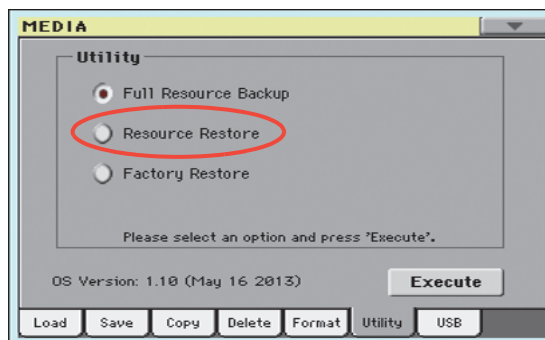 MEDIA
Utility
Full Resource Backup
Resource Restore
Factory Restore
Please select an option and press 'Execute'.
OS Version: 1.10 (May 16 2013)
Execute
Load Save Copy Delete Format Utility USB